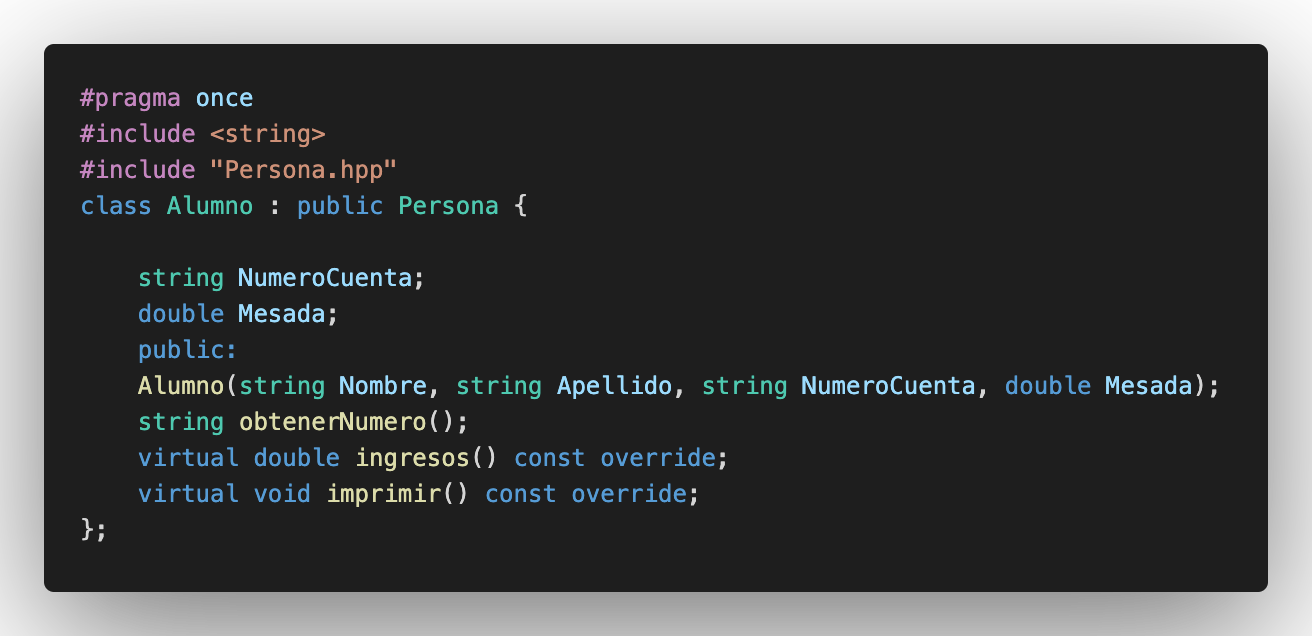 #pragma once
#include <string>
#include "Persona.hpp"
class Alumno : public Persona {
string NumeroCuenta;
double Mesada;
public:
Alumno(string Nombre, string Apellido, string NumeroCuenta, double Mesada);
string obtenerNumero();
virtual double ingresos() const override;
virtual void imprimir() const override;
};